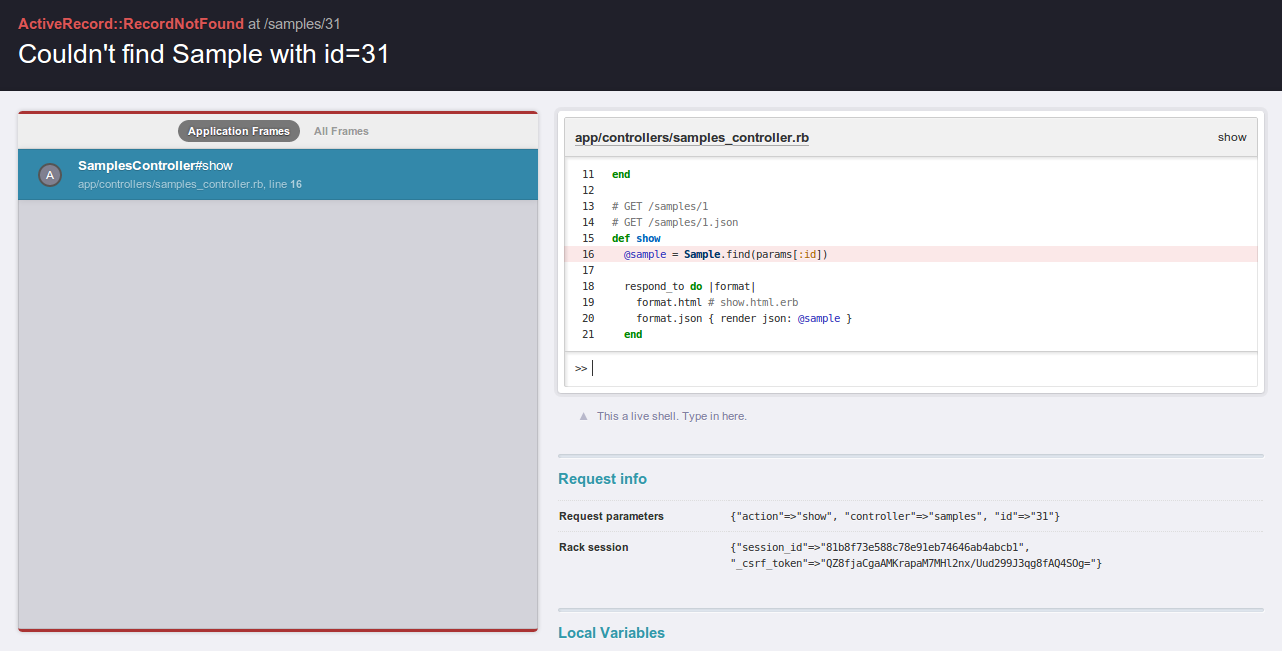 ActiveRecord::RecordNotFound at /samples/31
Couldn't find Sample with id=31
Application Frames All Frames
A
SamplesController#show
app/controllers/samples_controller.rb, line 16
app/controllers/samples_controller.rb show
11 end
12
13 # GET /samples/1
14 # GET /samples/1.json
15 def show
16 @sample = Sample.find(params[:id])
17
18 respond_to do |format|
19 format.html # show.html.erb
20 format.json { render json: @sample }
21 end
>>
▲ This a live shell. Type in here.
Request info
Request parameters {"action"=>"show", "controller"=>"samples", "id"=>"31"}
Rack session {"session_id"=>"81b8f73e588c78e91eb74646ab4abcb1",
"_csrf_token"=>"QZ8fjaCgaAMKrapaM7MHl2nx/Uud299J3qg8fAQ4SOg="}
Local Variables